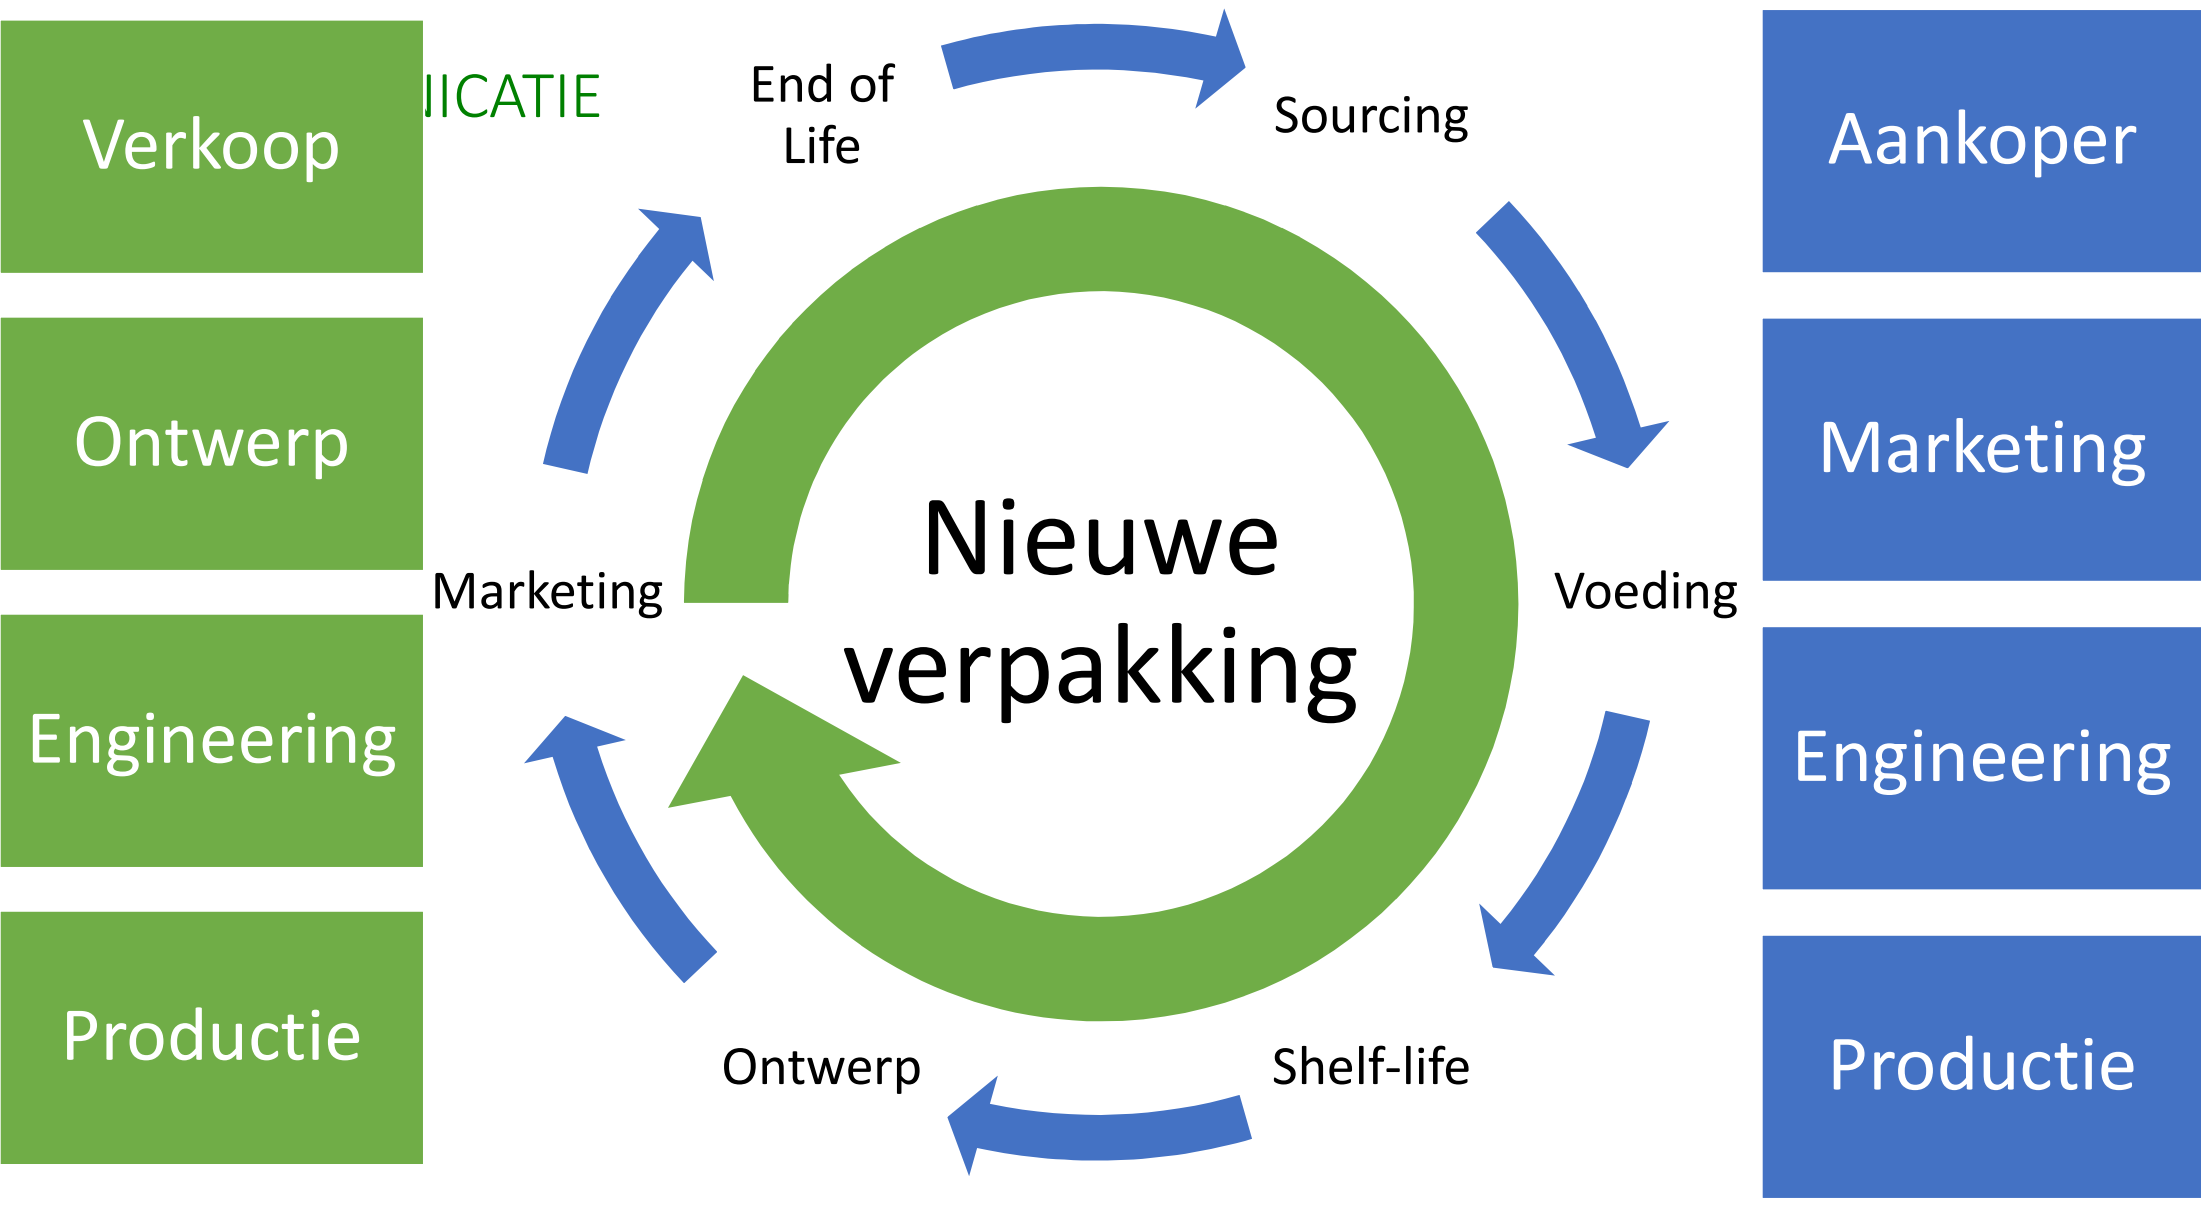 Verkoop
Ontwerp
Engineering
Productie
NICATIE
End of
Life
Sourcing
Voeding
Shelf-life
Ontwerp
Marketing
Nieuwe
verpakking
Aankoper
Marketing
Engineering
Productie